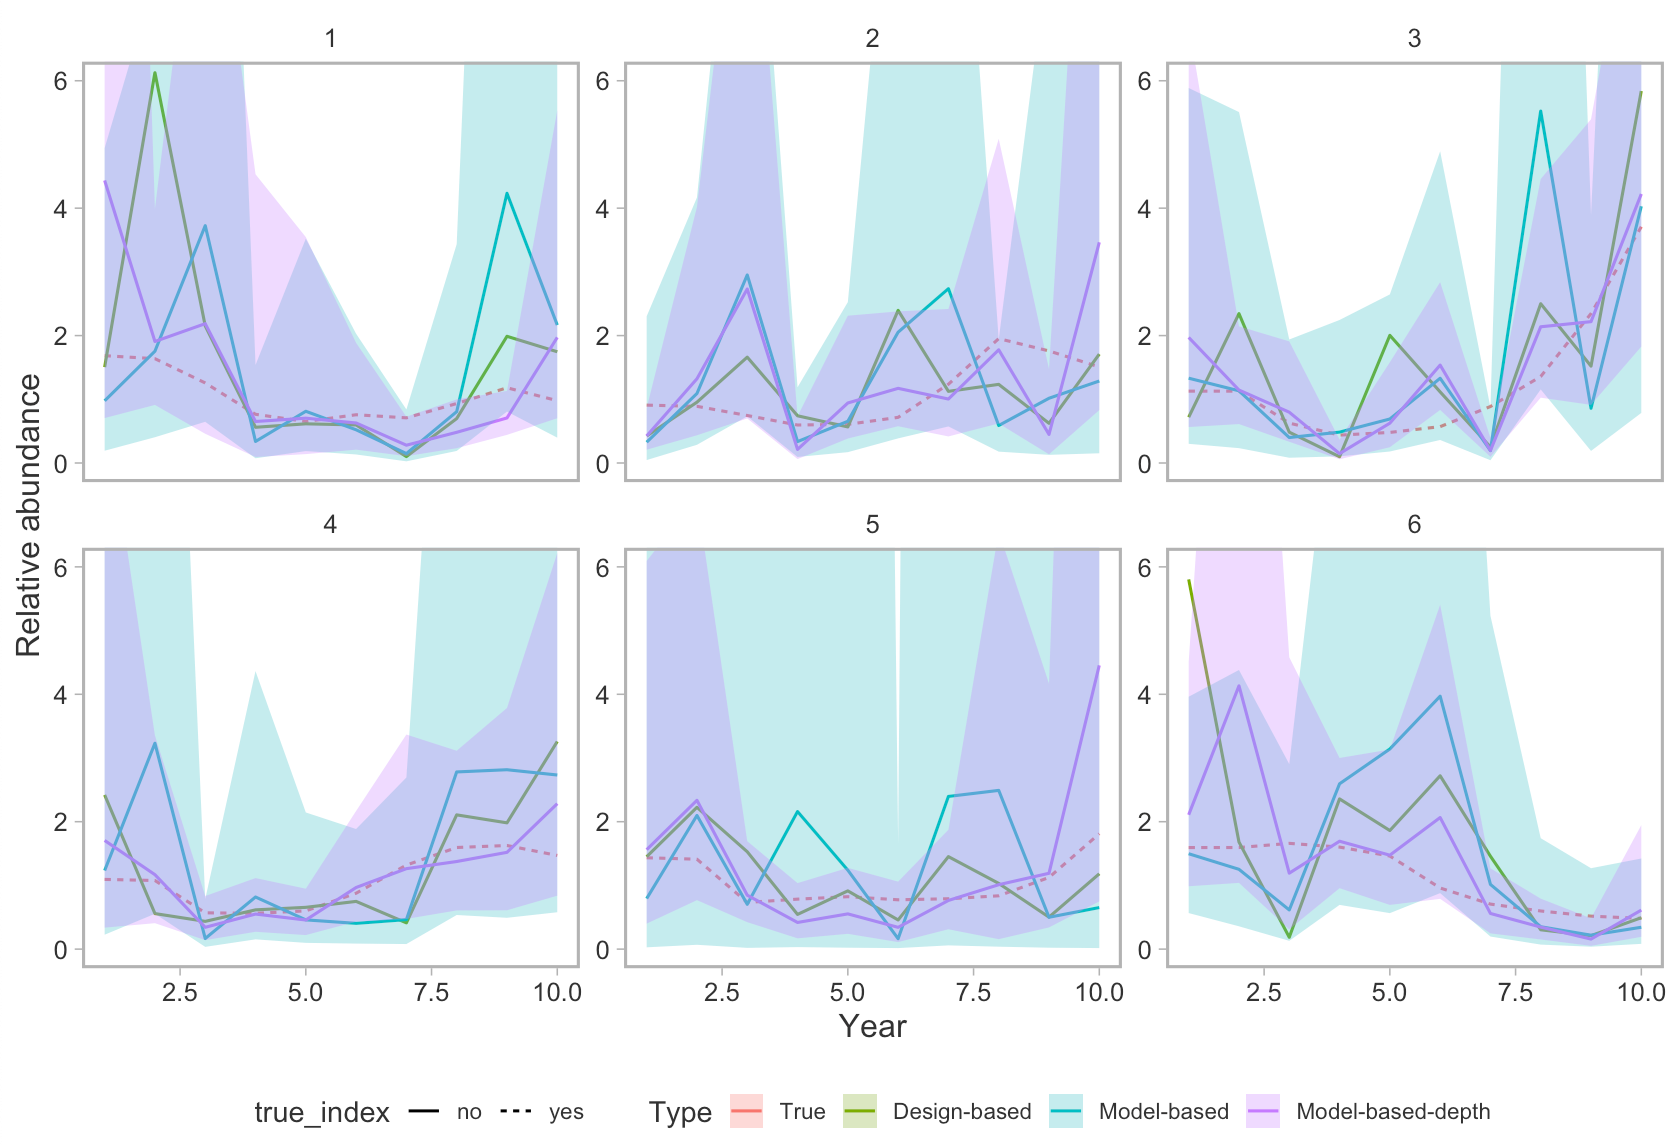 1 2 3
6 6 6
4 4 4
2 2 2
0 0 0
4 5 6
6 6 6
4 4 4
2 2 2
0 0 0
2.5 5.0 7.5 10.0 2.5 5.0 7.5 10.0 2.5 5.0 7.5 10.0
Relative abundance
Year
true_index no yes Type True Design-based Model-based Model-based-depth